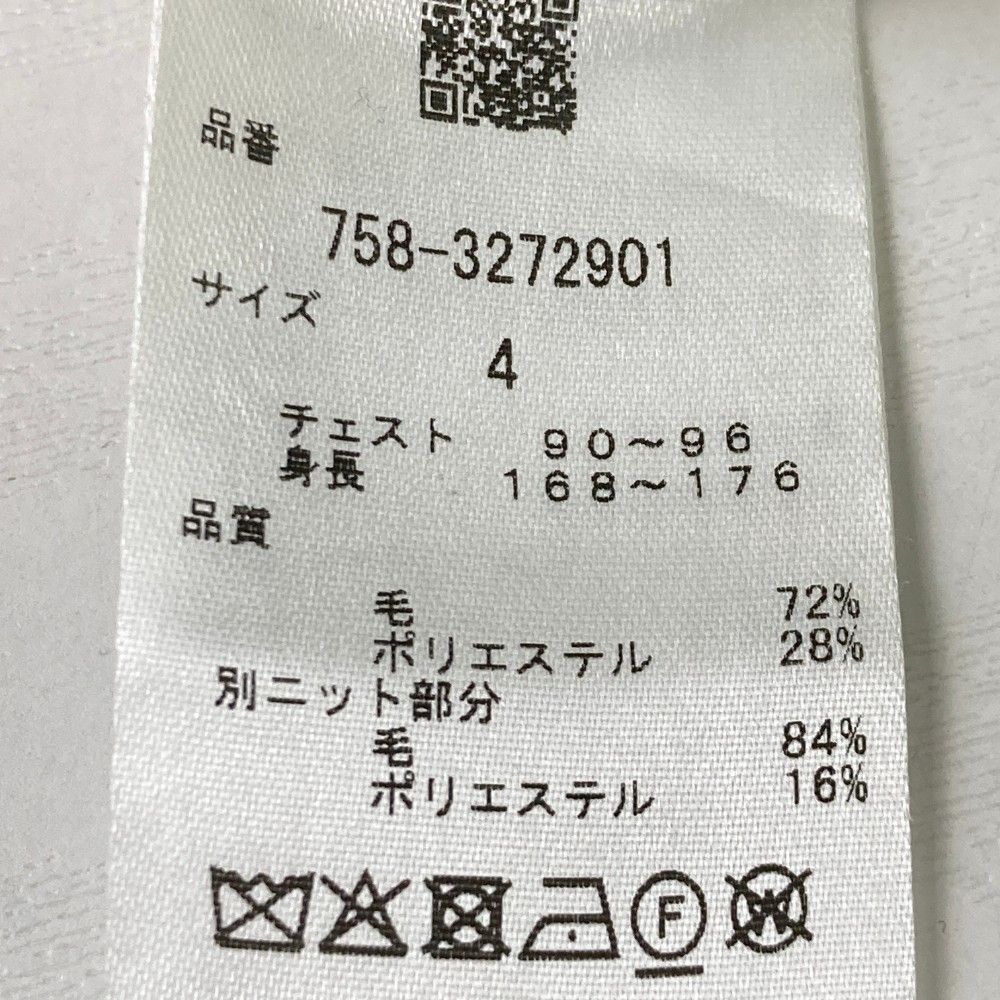 品番
758-3272901
サイズ
4
チェスト 90～96
身長 168～176
品質
毛 72%
ポリエステル 28%
別ニット部分
毛 84%
ポリエステル 16%
F
W